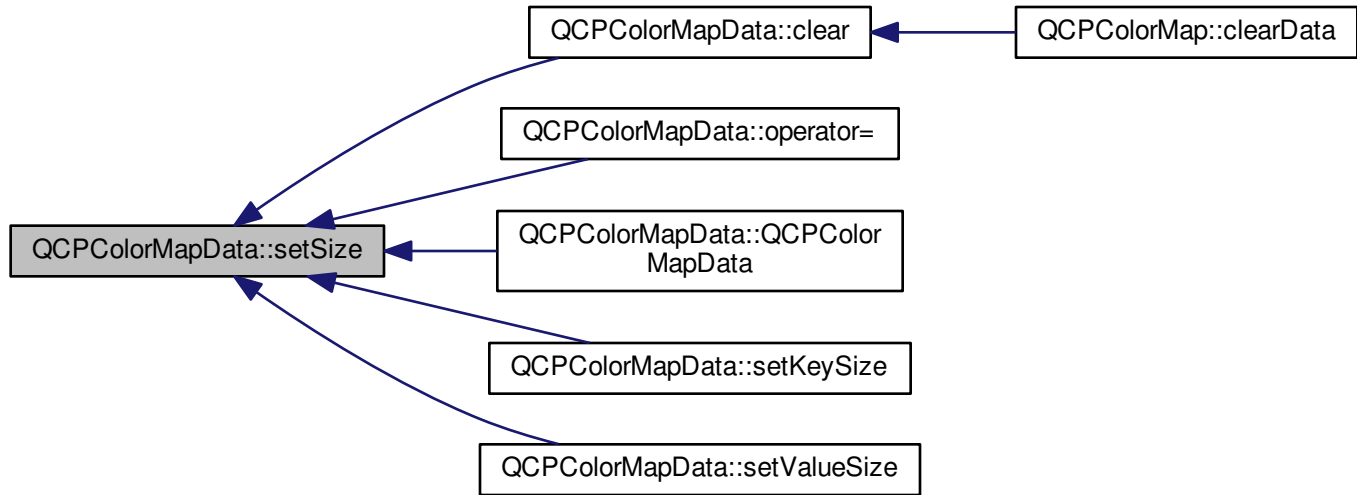 QCPColorMapData::clear
QCPColorMap::clearData
QCPColorMapData::operator=
QCPColorMapData::setSize
QCPColorMapData::QCPColor
MapData
QCPColorMapData::setKeySize
QCPColorMapData::setValueSize